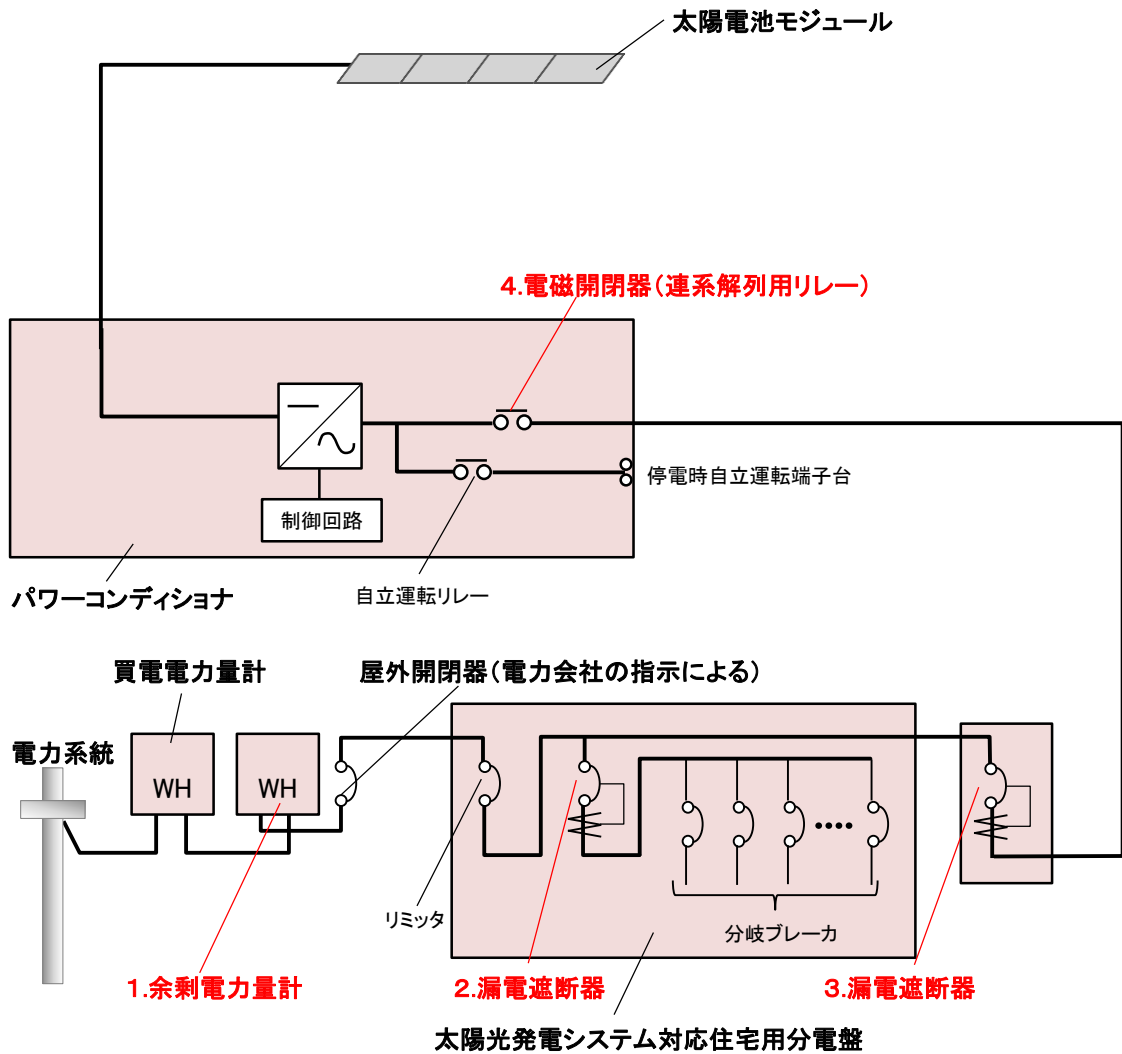 太陽電池モジュール
4.電磁開閉器(連系解列用リレー)
停電時自立運転端子台
制御回路
パワーコンディショナ
自立運転リレー
買電電力量計
屋外開閉器(電力会社の指示による)
電力系統
WH
WH
リミッタ
分岐ブレーカ
1.余剰電力量計
2.漏電遮断器
3.漏電遮断器
太陽光発電システム対応住宅用分電盤